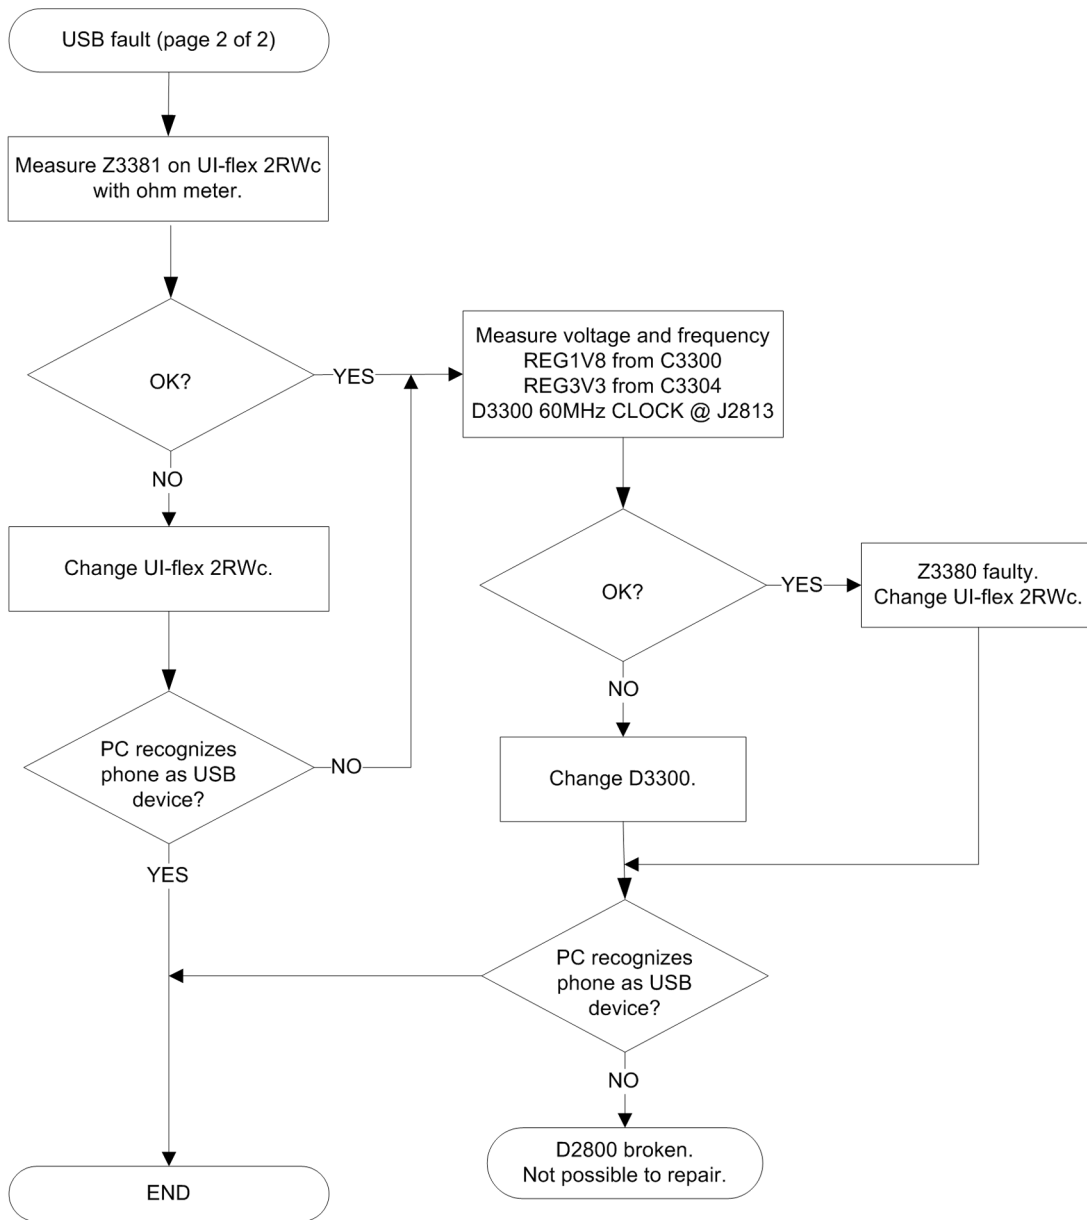 USB fault (page 2 of 2)
Measure Z3381 on UI-flex 2RWc
with ohm meter.
OK?
YES
NO
Change UI-flex 2RWc.
PC recognizes
phone as USB
device?
NO
YES
Measure voltage and frequency
REG1V8 from C3300
REG3V3 from C3304
D3300 60MHz CLOCK @ J2813
OK?
YES
Z3380 faulty.
Change UI-flex 2RWc.
NO
Change D3300.
PC recognizes
phone as USB
device?
NO
D2800 broken.
Not possible to repair.
END